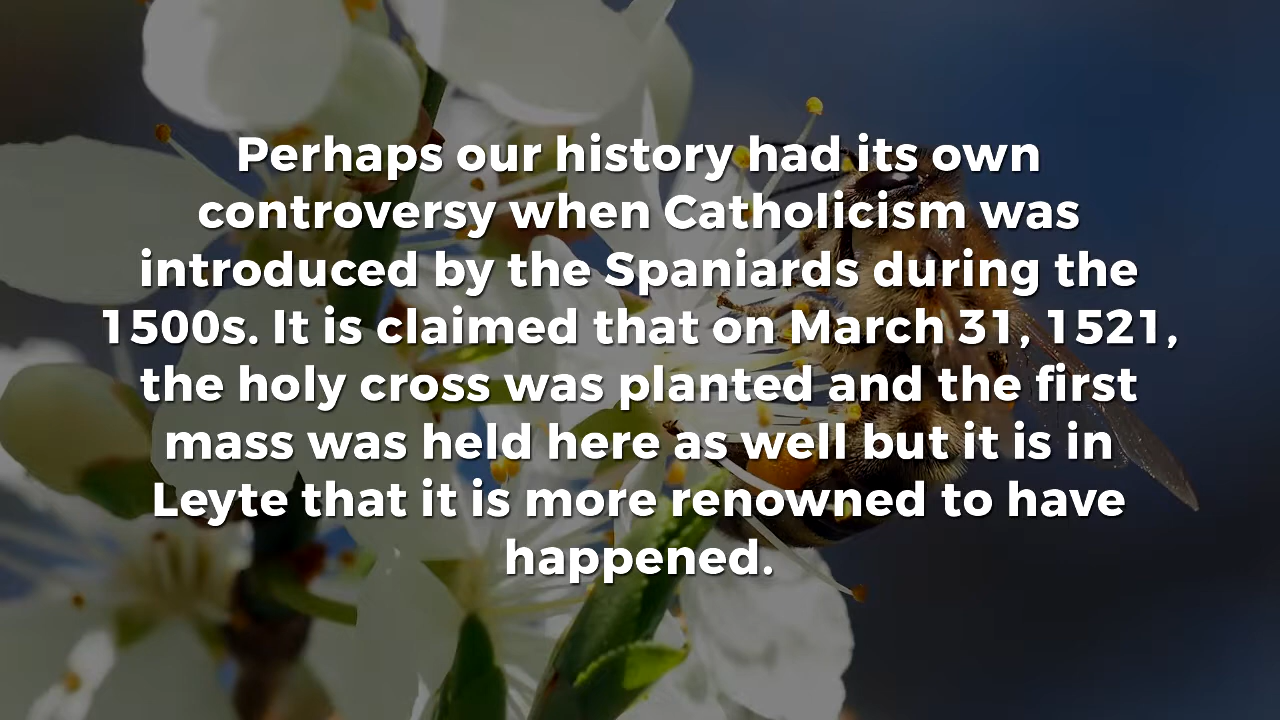 Perhaps our history had its own
controversy when Catholicism was
introduced by the Spaniards during the
1500s. It is claimed that on March 31, 1521,
the holy cross was planted and the first
mass was held here as well but it is in
Leyte that it is more renowned to have
happened.